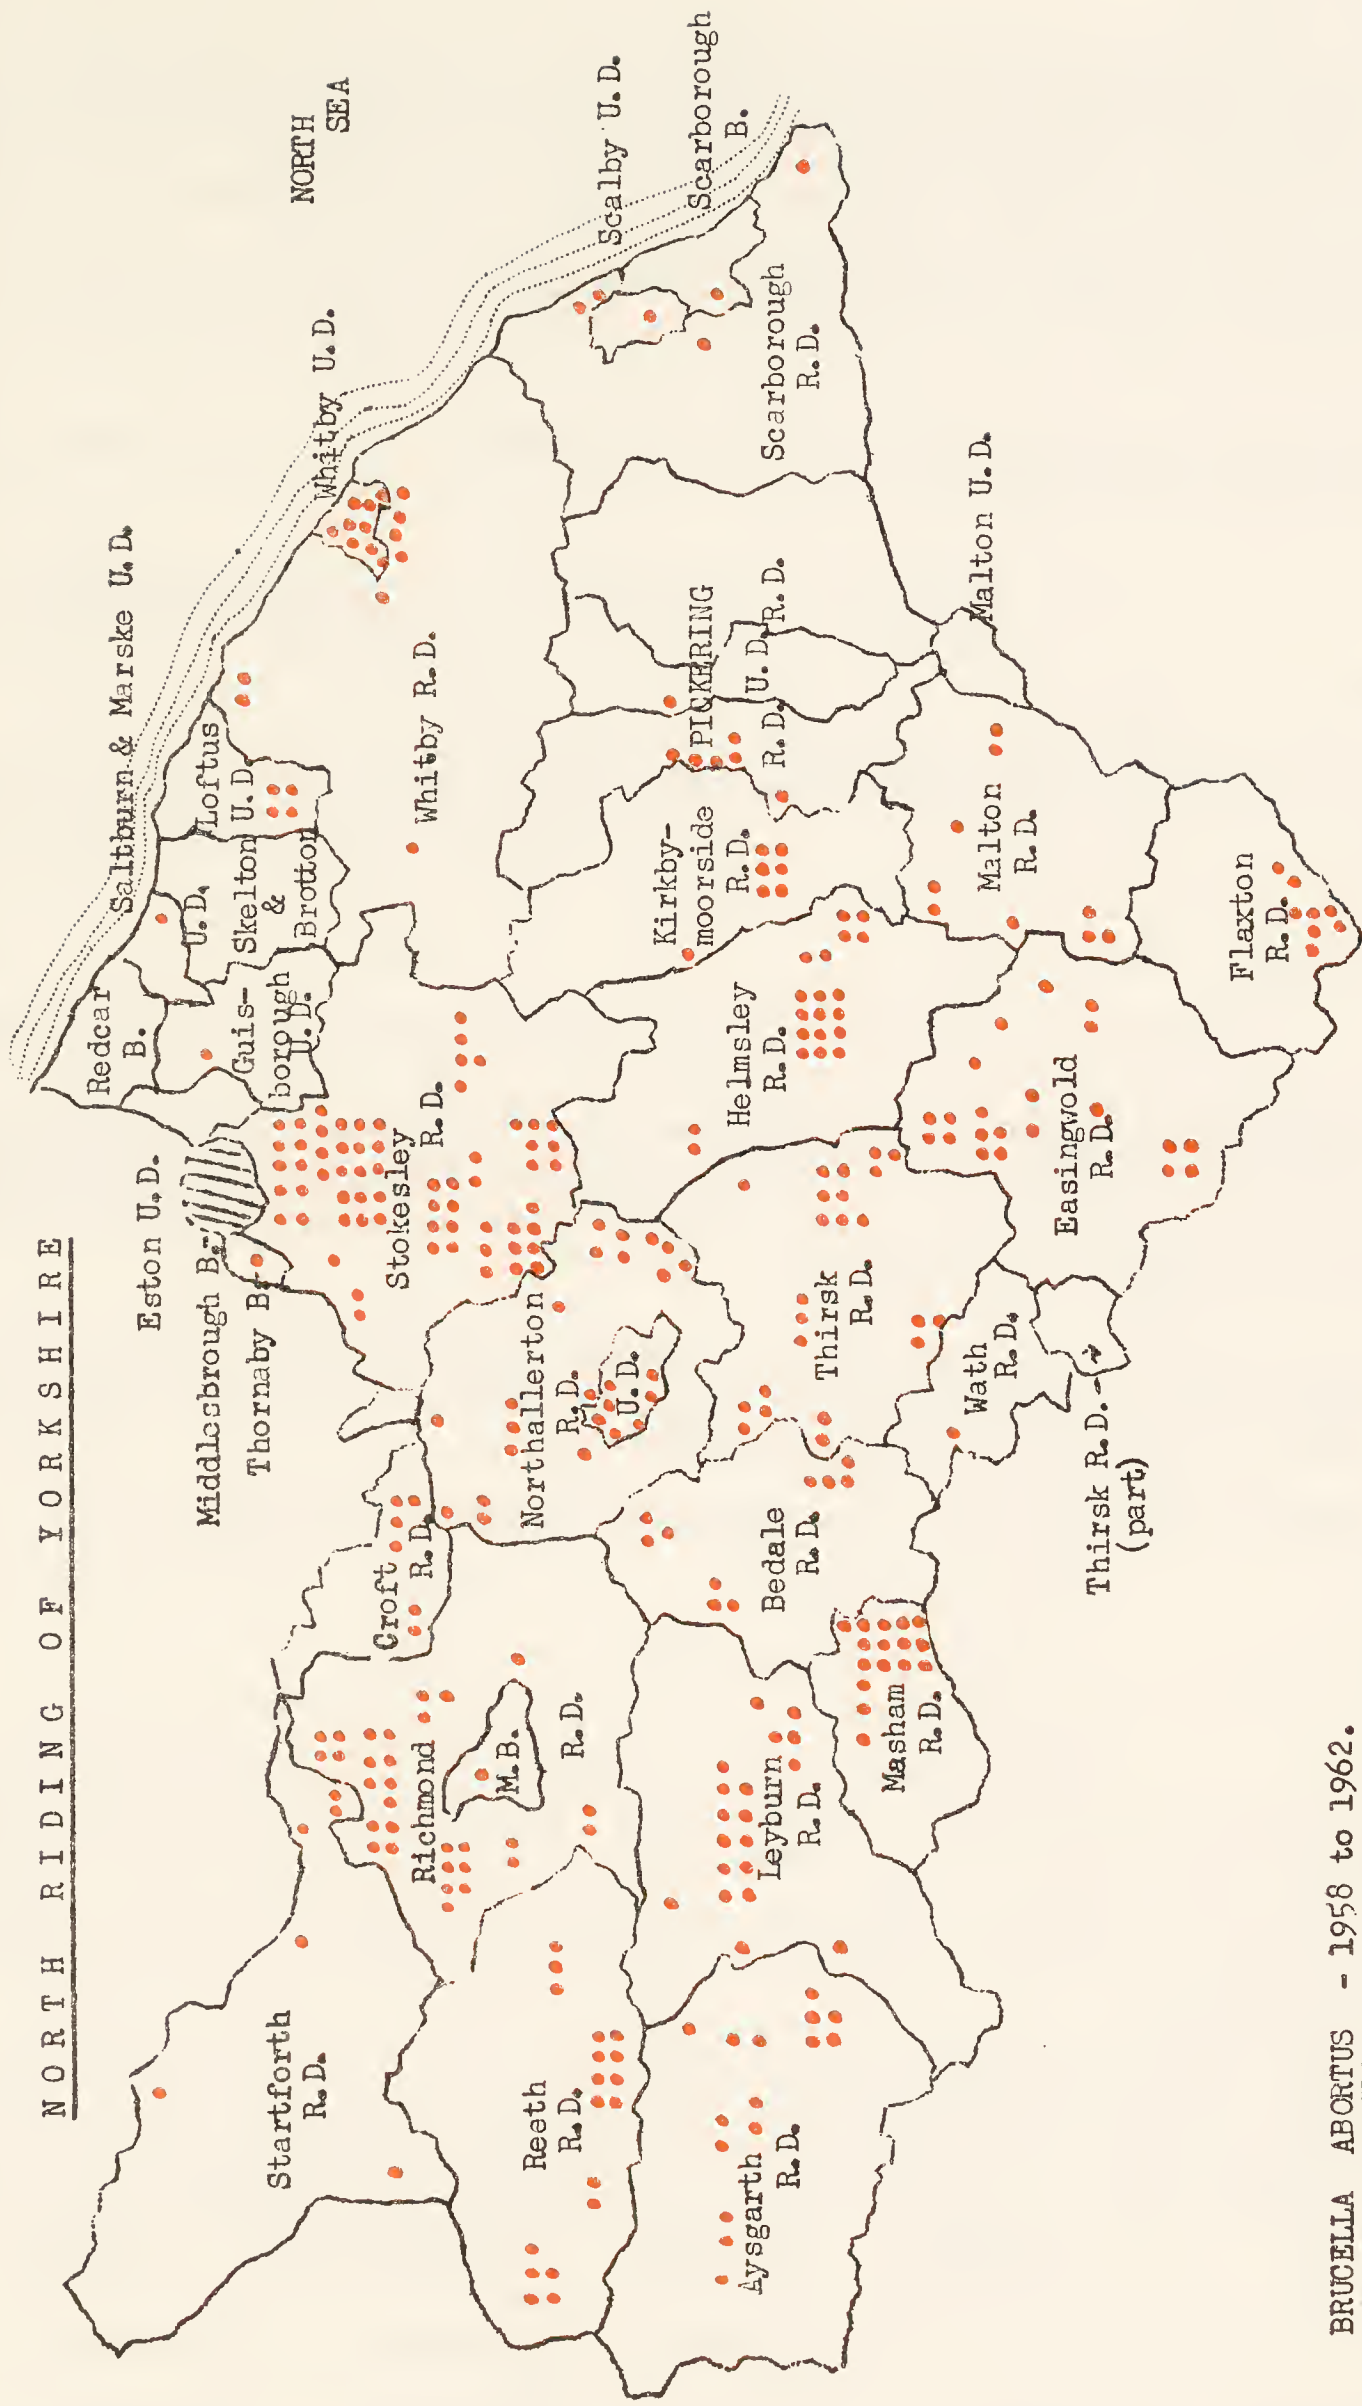 NORTH RIDING OF YORKSHIRE
NORTH
SEA
Saltburn & Marske U.D.
Eston U.D.
Middlesbrough B.
Thornaby B.
Redcar
B.
U.D.
Loftus
U.D
Skelton
&
Brotton
Guis-
borough
U.D.
Whitby U.D.
Scalby U.D.
Scarborough
B.
Startforth
R.D.
Croft
R.D.
Stokesley
R.D.
Whitby R.D.
Richmond
M.B.
R.D.
Northallerton
R.D.
U.D.
Reeth
R.D.
Kirkby-
moorside
R.D.
PICKERING
R.D.
U.D.
R.D.
Scarborough
R.D.
Aysgarth
R.D.
Leyburn
R.D.
Bedale
R.D.
Thirsk
R.D.
Helmsley
R.D.
Masham
R.D.
Wath
R.D.
Malton U.D.
Malton
R.D.
Easingwold
R.D.
Thirsk R.D.
(part)
Flaxton
R.D.
BRUCELLA ABORTUS - 1958 to 1962.